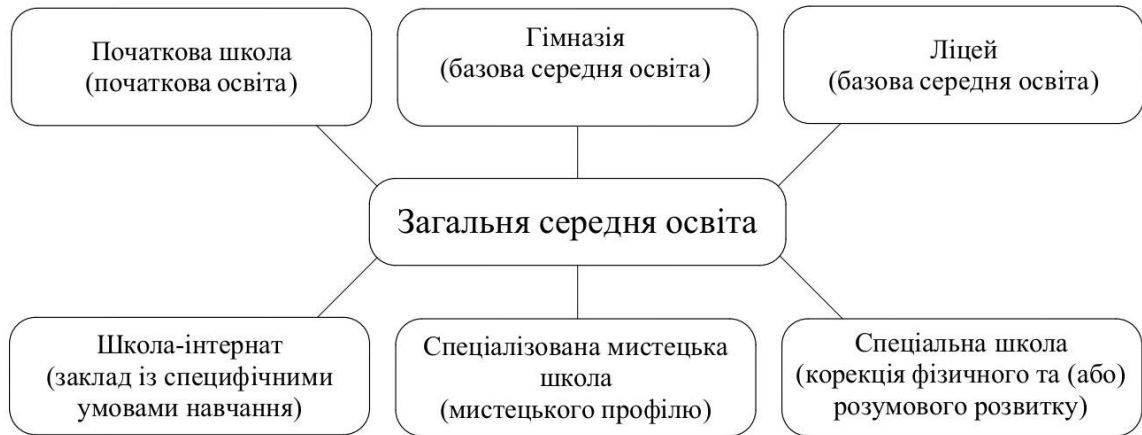 Початкова школа
(початкова освіта)
Гімназія
(базова середня освіта)
Ліцей
(базова середня освіта)
Загальня середня освіта
Школа-інтернат
(заклад із специфічними
умовами навчання)
Спеціалізована мистецька
школа
(мистецького профілю)
Спеціальна школа
(корекція фізичного та (або)
розумового розвитку)